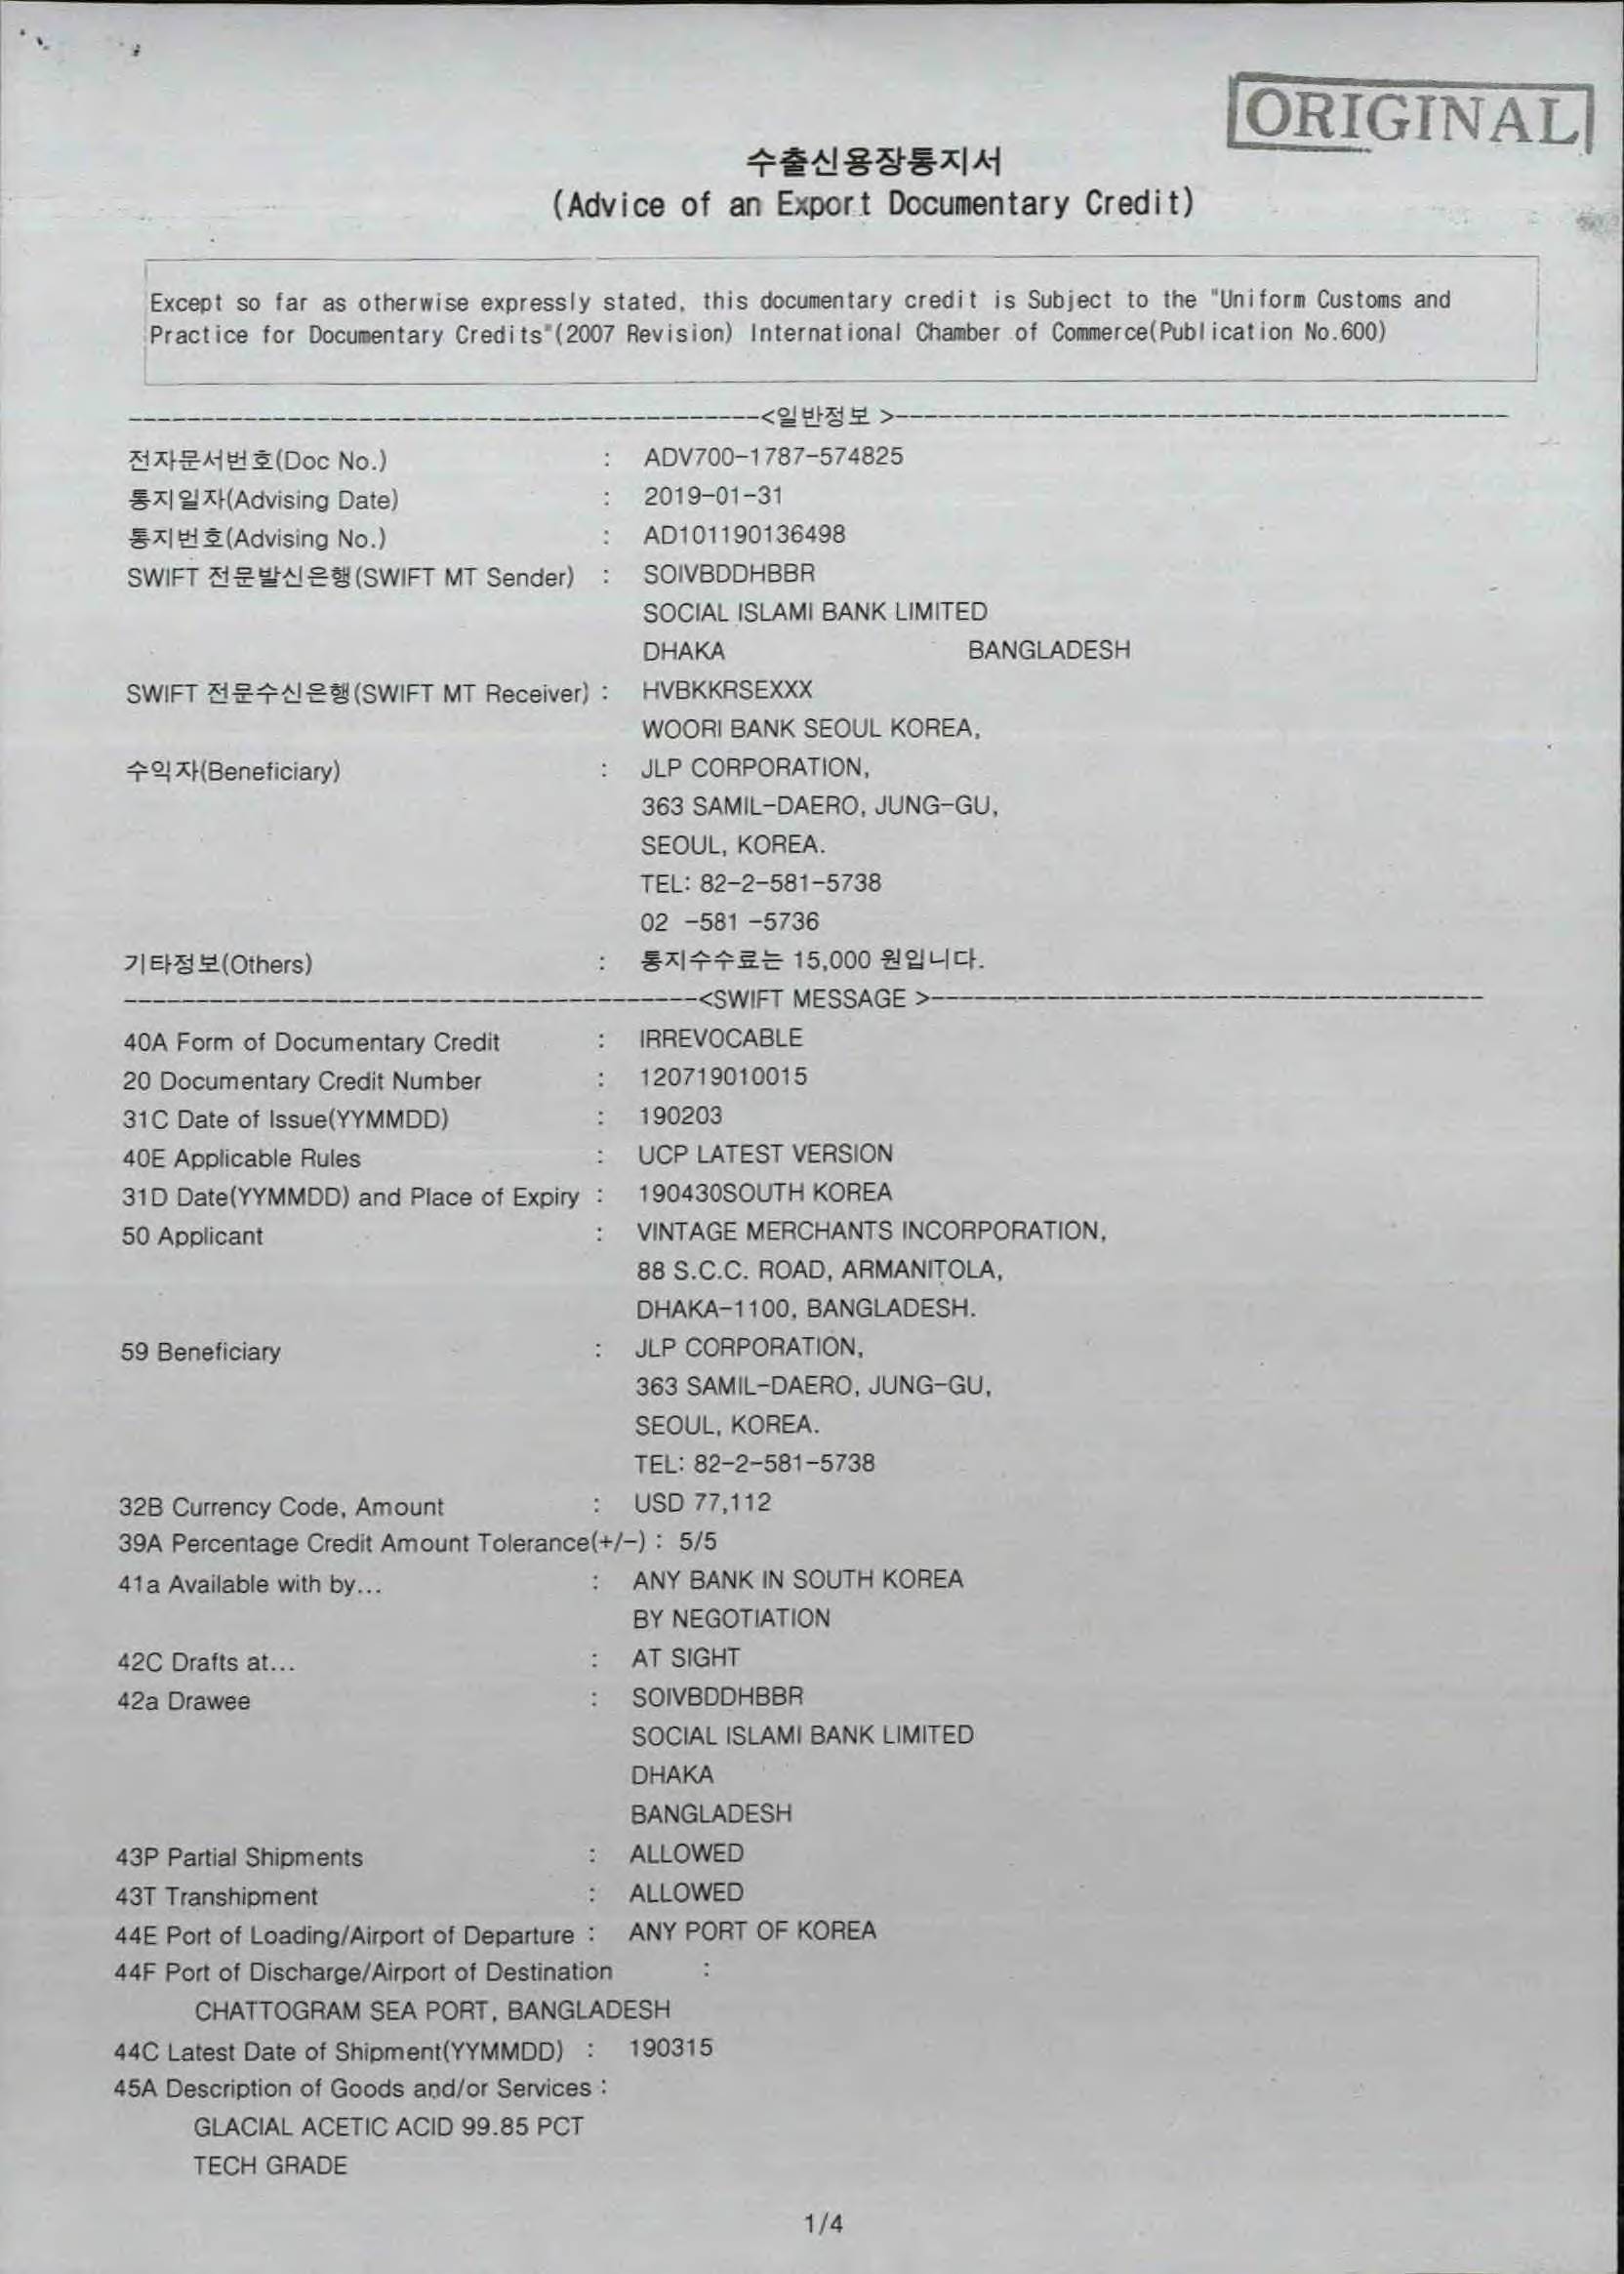 ORIGINAL
수출신용장통지서
(Advice of an Export Documentary Credit)
Except so far as otherwise expressly stated, this documentary credit is Subject to the "Uniform Customs and
Practice for Documentary Credits"(2007 Revision) International Chamber of Commerce(Publication No.600)
<일반정보 >
전자문서번호(Doc No.) : ADV700-1787-574825
통지일자(Advising Date) : 2019-01-31
통지번호(Advising No.) : AD101190136498
SWIFT 전문발신은행(SWIFT MT Sender) : SOIVBDDHBBR
SOCIAL ISLAMI BANK LIMITED
DHAKA BANGLADESH
SWIFT 전문수신은행(SWIFT MT Receiver) : HVBKKRSEXXX
WOORI BANK SEOUL KOREA,
수익자(Beneficiary) : JLP CORPORATION,
363 SAMIL-DAERO, JUNG-GU,
SEOUL, KOREA.
TEL: 82-2-581-5738
02 -581 -5736
기타정보(Others) : 통지수수료는 15,000 원입니다.
<SWIFT MESSAGE >
40A Form of Documentary Credit : IRREVOCABLE
20 Documentary Credit Number : 120719010015
31C Date of Issue(YYMMDD) : 190203
40E Applicable Rules : UCP LATEST VERSION
31D Date(YYMMDD) and Place of Expiry : 190430SOUTH KOREA
50 Applicant : VINTAGE MERCHANTS INCORPORATION,
88 S.C.C. ROAD, ARMANITOLA,
DHAKA-1100, BANGLADESH.
59 Beneficiary : JLP CORPORATION,
363 SAMIL-DAERO, JUNG-GU,
SEOUL, KOREA.
TEL: 82-2-581-5738
32B Currency Code, Amount : USD 77,112
39A Percentage Credit Amount Tolerance(+/-) : 5/5
41a Available with by... : ANY BANK IN SOUTH KOREA
BY NEGOTIATION
42C Drafts at... : AT SIGHT
42a Drawee : SOIVBDDHBBR
SOCIAL ISLAMI BANK LIMITED
DHAKA
BANGLADESH
43P Partial Shipments : ALLOWED
43T Transhipment : ALLOWED
44E Port of Loading/Airport of Departure : ANY PORT OF KOREA
44F Port of Discharge/Airport of Destination :
CHATTOGRAM SEA PORT, BANGLADESH
44C Latest Date of Shipment(YYMMDD) : 190315
45A Description of Goods and/or Services :
GLACIAL ACETIC ACID 99.85 PCT
TECH GRADE
1/4